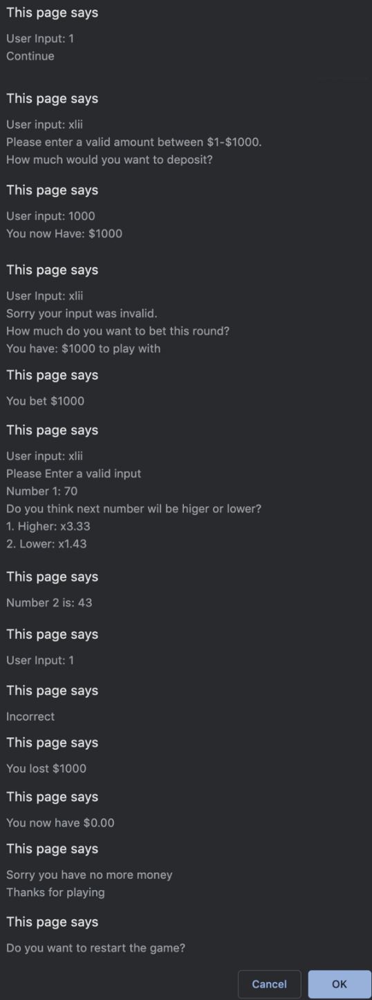 This page says
User Input: 1
Continue
This page says
User input: xlii
Please enter a valid amount between $1-$1000.
How much would you want to deposit?
This page says
User input: 1000
You now Have: $1000
This page says
User Input: xlii
Sorry your input was invalid.
How much do you want to bet this round?
You have: $1000 to play with
This page says
You bet $1000
This page says
User input: xlii
Please Enter a valid input
Number 1: 70
Do you think next number wil be higer or lower?
1. Higher: x3.33
2. Lower: x1.43
This page says
Number 2 is: 43
This page says
User Input: 1
This page says
Incorrect
This page says
You lost $1000
This page says
You now have $0.00
This page says
Sorry you have no more money
Thanks for playing
This page says
Do you want to restart the game?
Cancel
OK